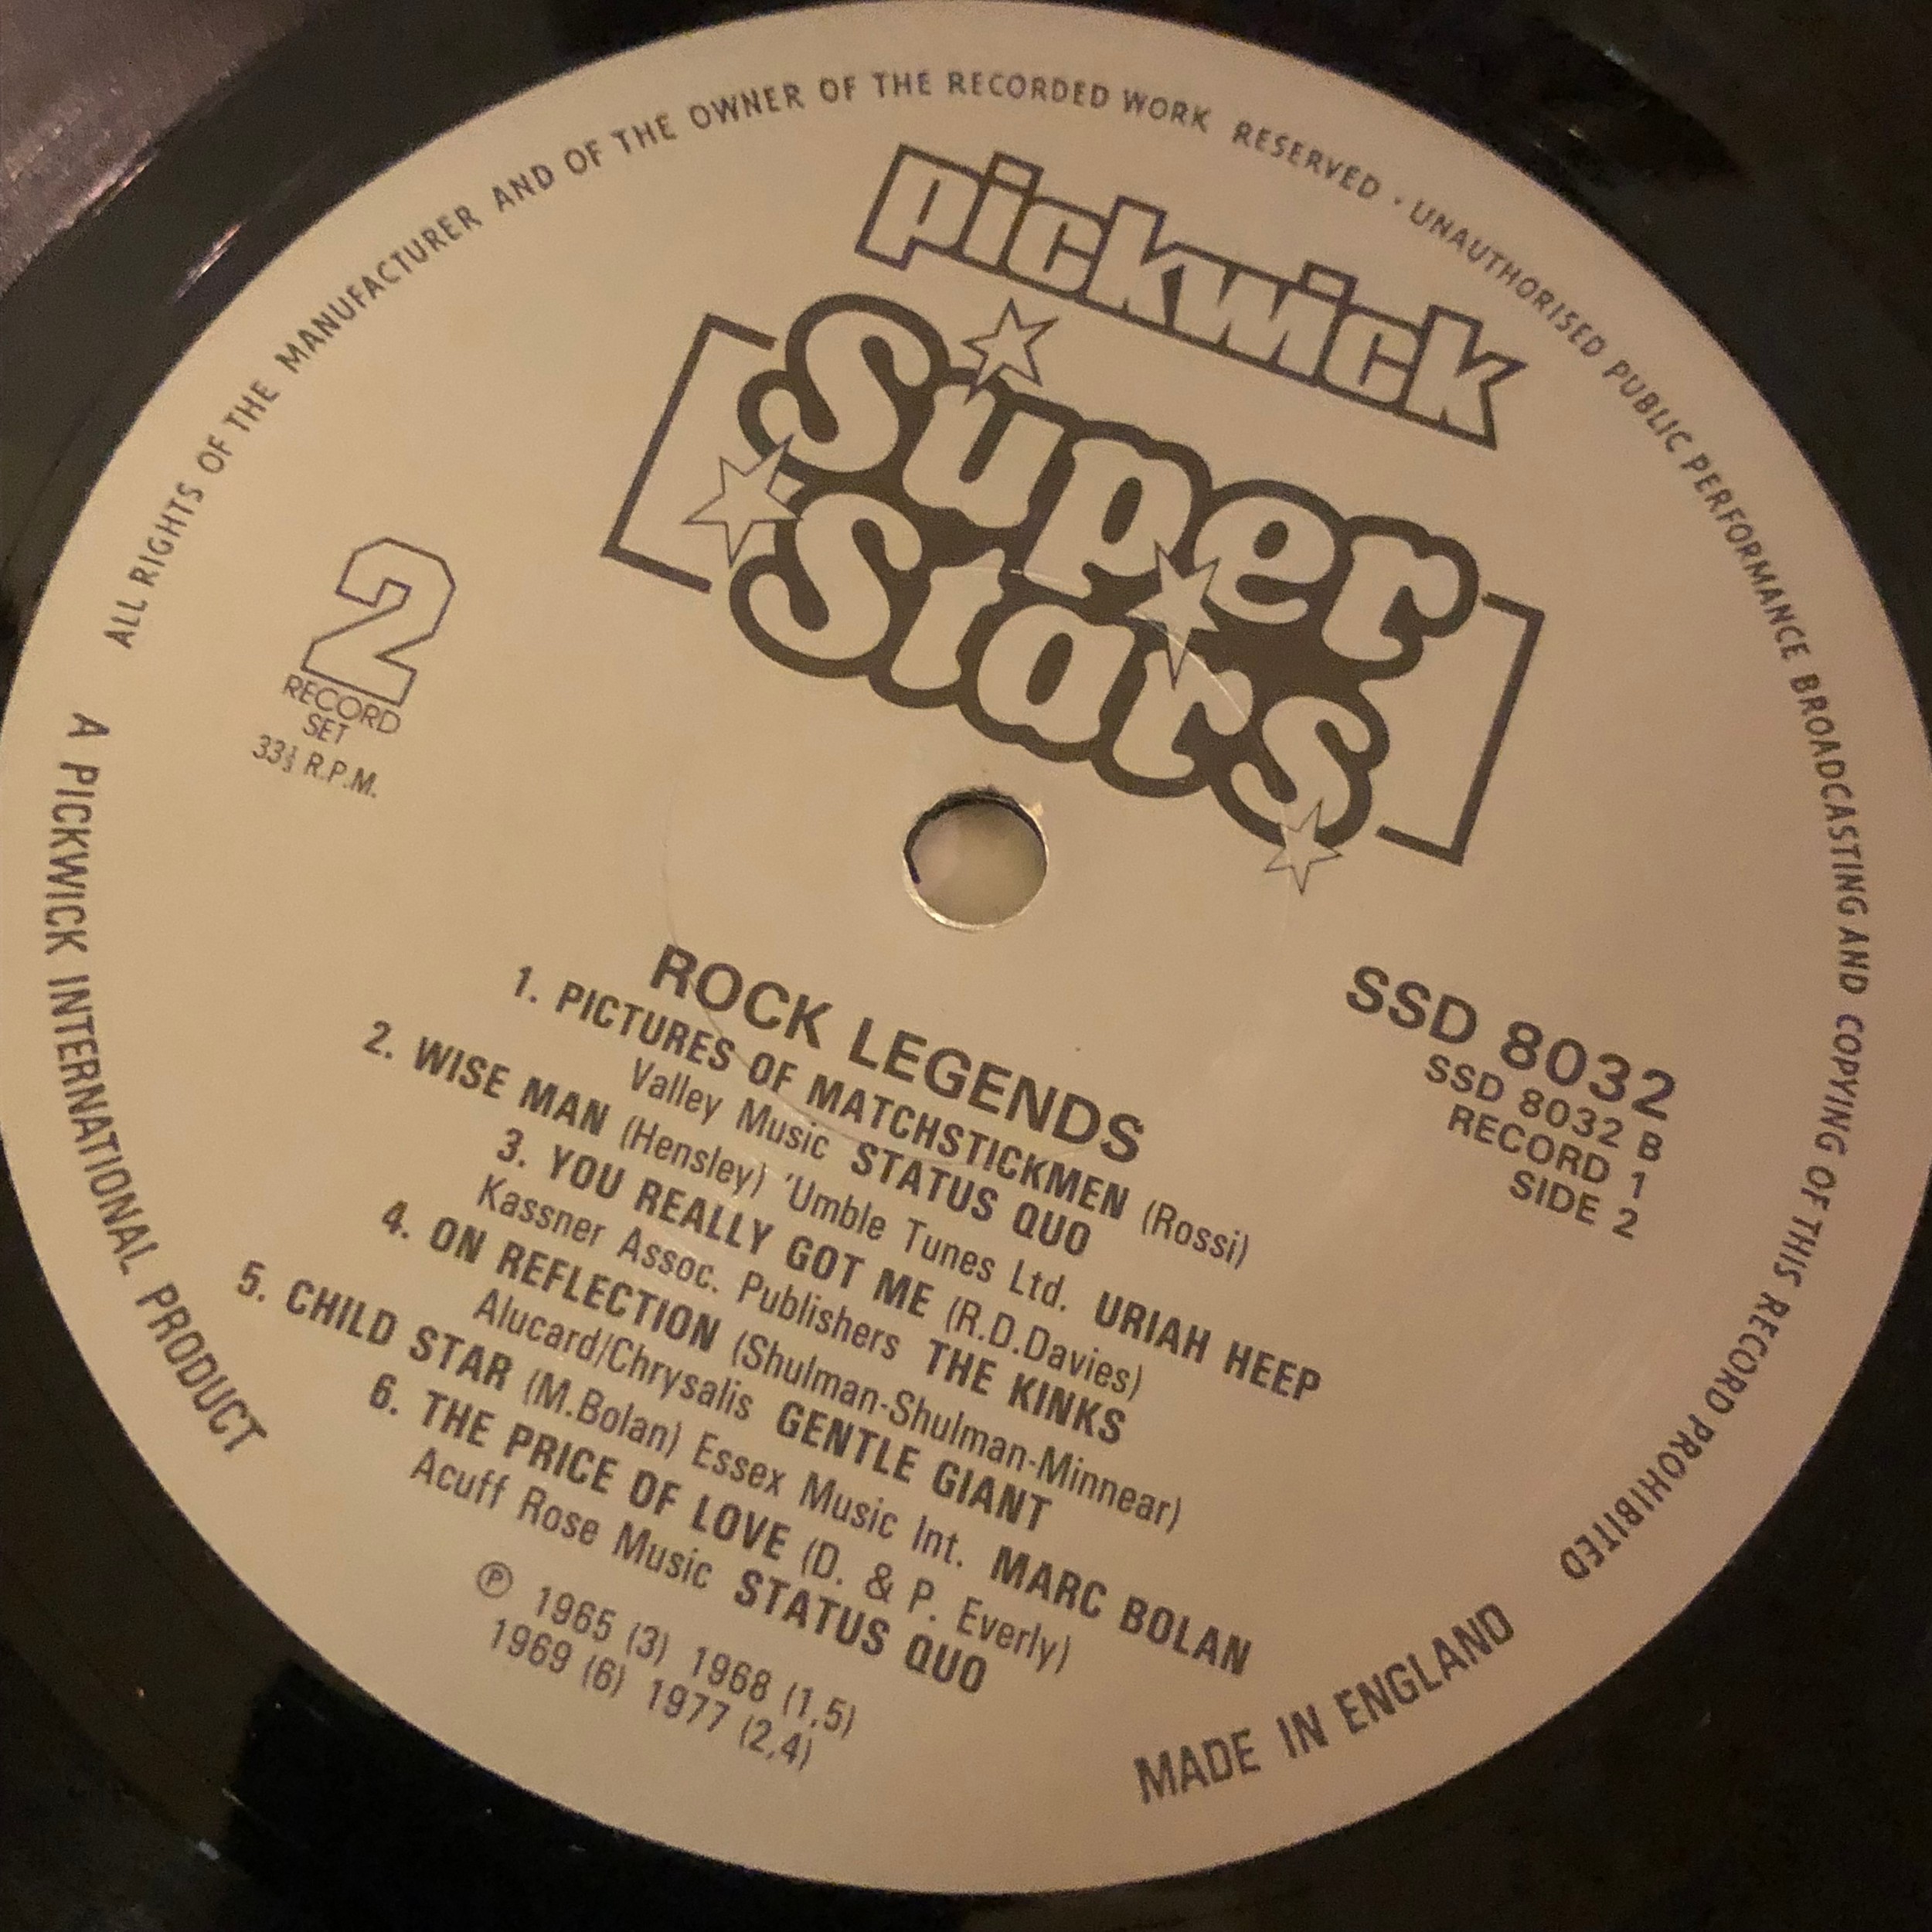 ALL RIGHTS OF THE MANUFACTURER AND OF THE OWNER OF THE RECORDED WORK RESERVED · UNAUTHORISED PUBLIC PERFORMANCE BROADCASTING AND COPYING OF THIS RECORD PROHIBITED
pickwick
Super
Stars
2
RECORD
SET
33⅓ R.P.M.
SSD 8032
SSD 8032 B
RECORD 1
SIDE 2
ROCK LEGENDS
1. PICTURES OF MATCHSTICKMEN (Rossi)
Valley Music STATUS QUO
2. WISE MAN (Hensley) 'Umble Tunes Ltd. URIAH HEEP
3. YOU REALLY GOT ME (R.D.Davies)
Kassner Assoc. Publishers THE KINKS
4. ON REFLECTION (Shulman-Shulman-Minnear)
Alucard/Chrysalis GENTLE GIANT
5. CHILD STAR (M.Bolan) Essex Music Int. MARC BOLAN
6. THE PRICE OF LOVE (D. & P. Everly)
Acuff Rose Music STATUS QUO
℗ 1965 (3) 1968 (1,5)
1969 (6) 1977 (2,4)
A PICKWICK INTERNATIONAL PRODUCT
MADE IN ENGLAND